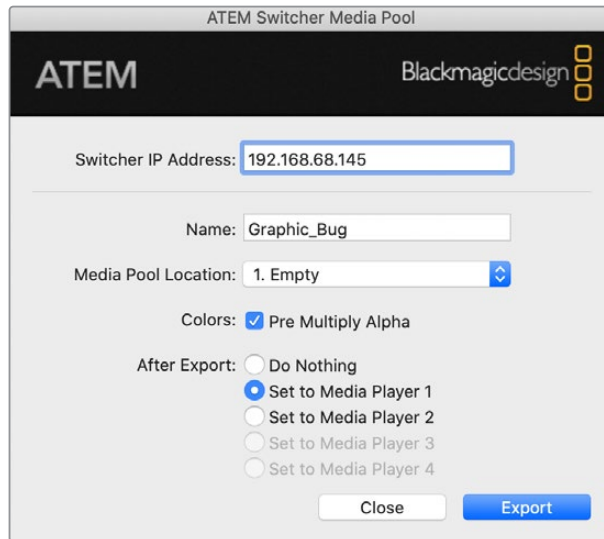 ATEM Switcher Media Pool
ATEM
Blackmagicdesign
Switcher IP Address: 192.168.68.145
Name: Graphic_Bug
Media Pool Location: 1. Empty
Colors: Pre Multiply Alpha
After Export: Do Nothing
Set to Media Player 1
Set to Media Player 2
Set to Media Player 3
Set to Media Player 4
Close Export